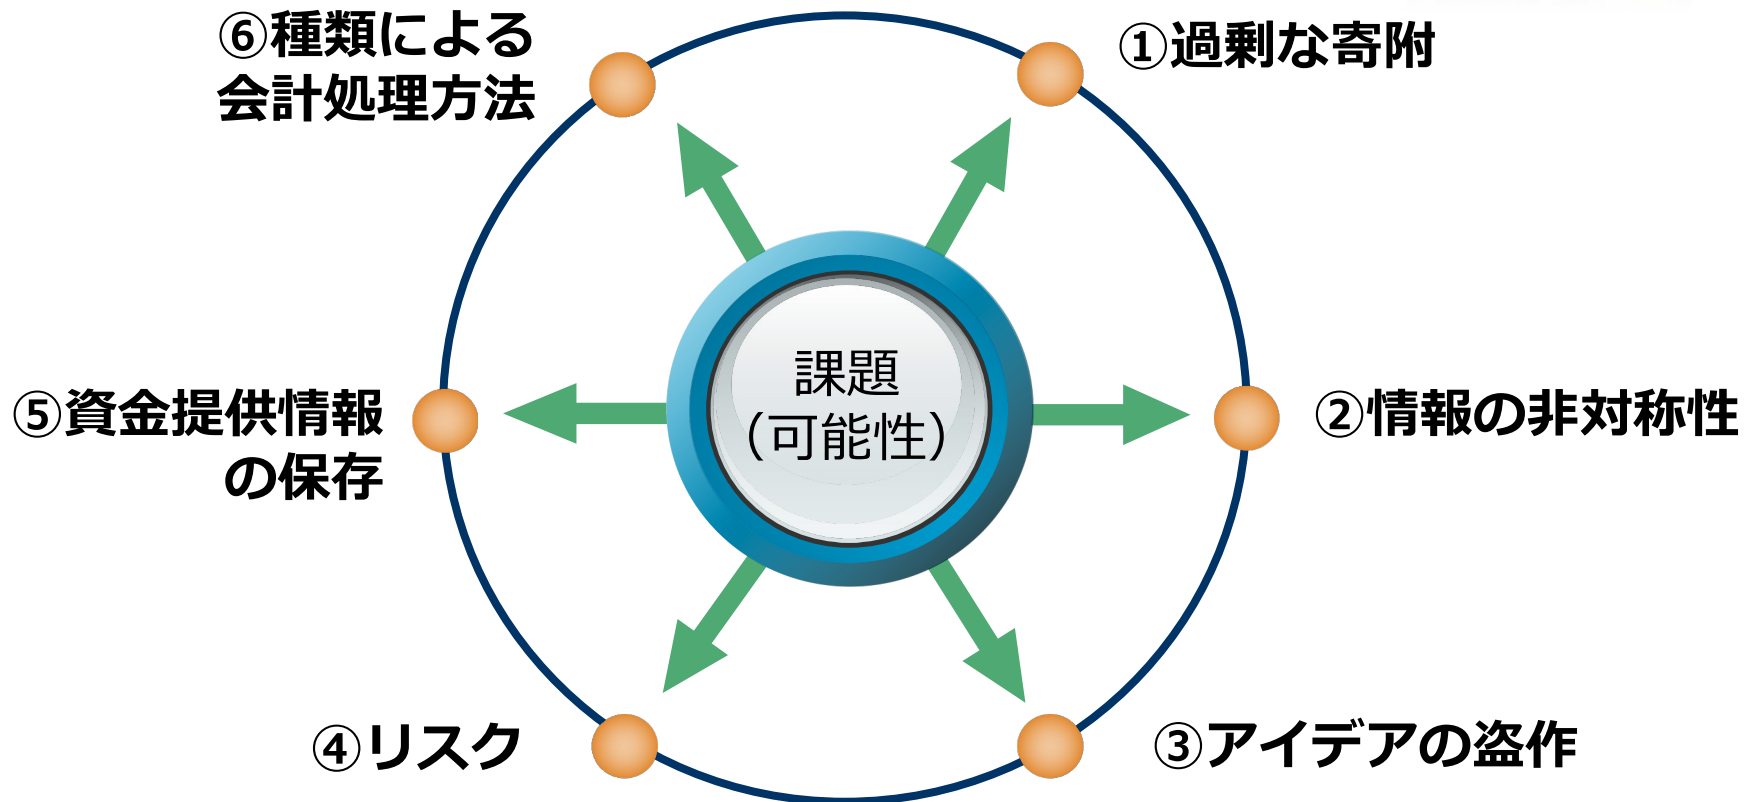 課題
（可能性）
①過剰な寄附
②情報の非対称性
③アイデアの盗作
④リスク
⑤資金提供情報
の保存
⑥種類による
会計処理方法